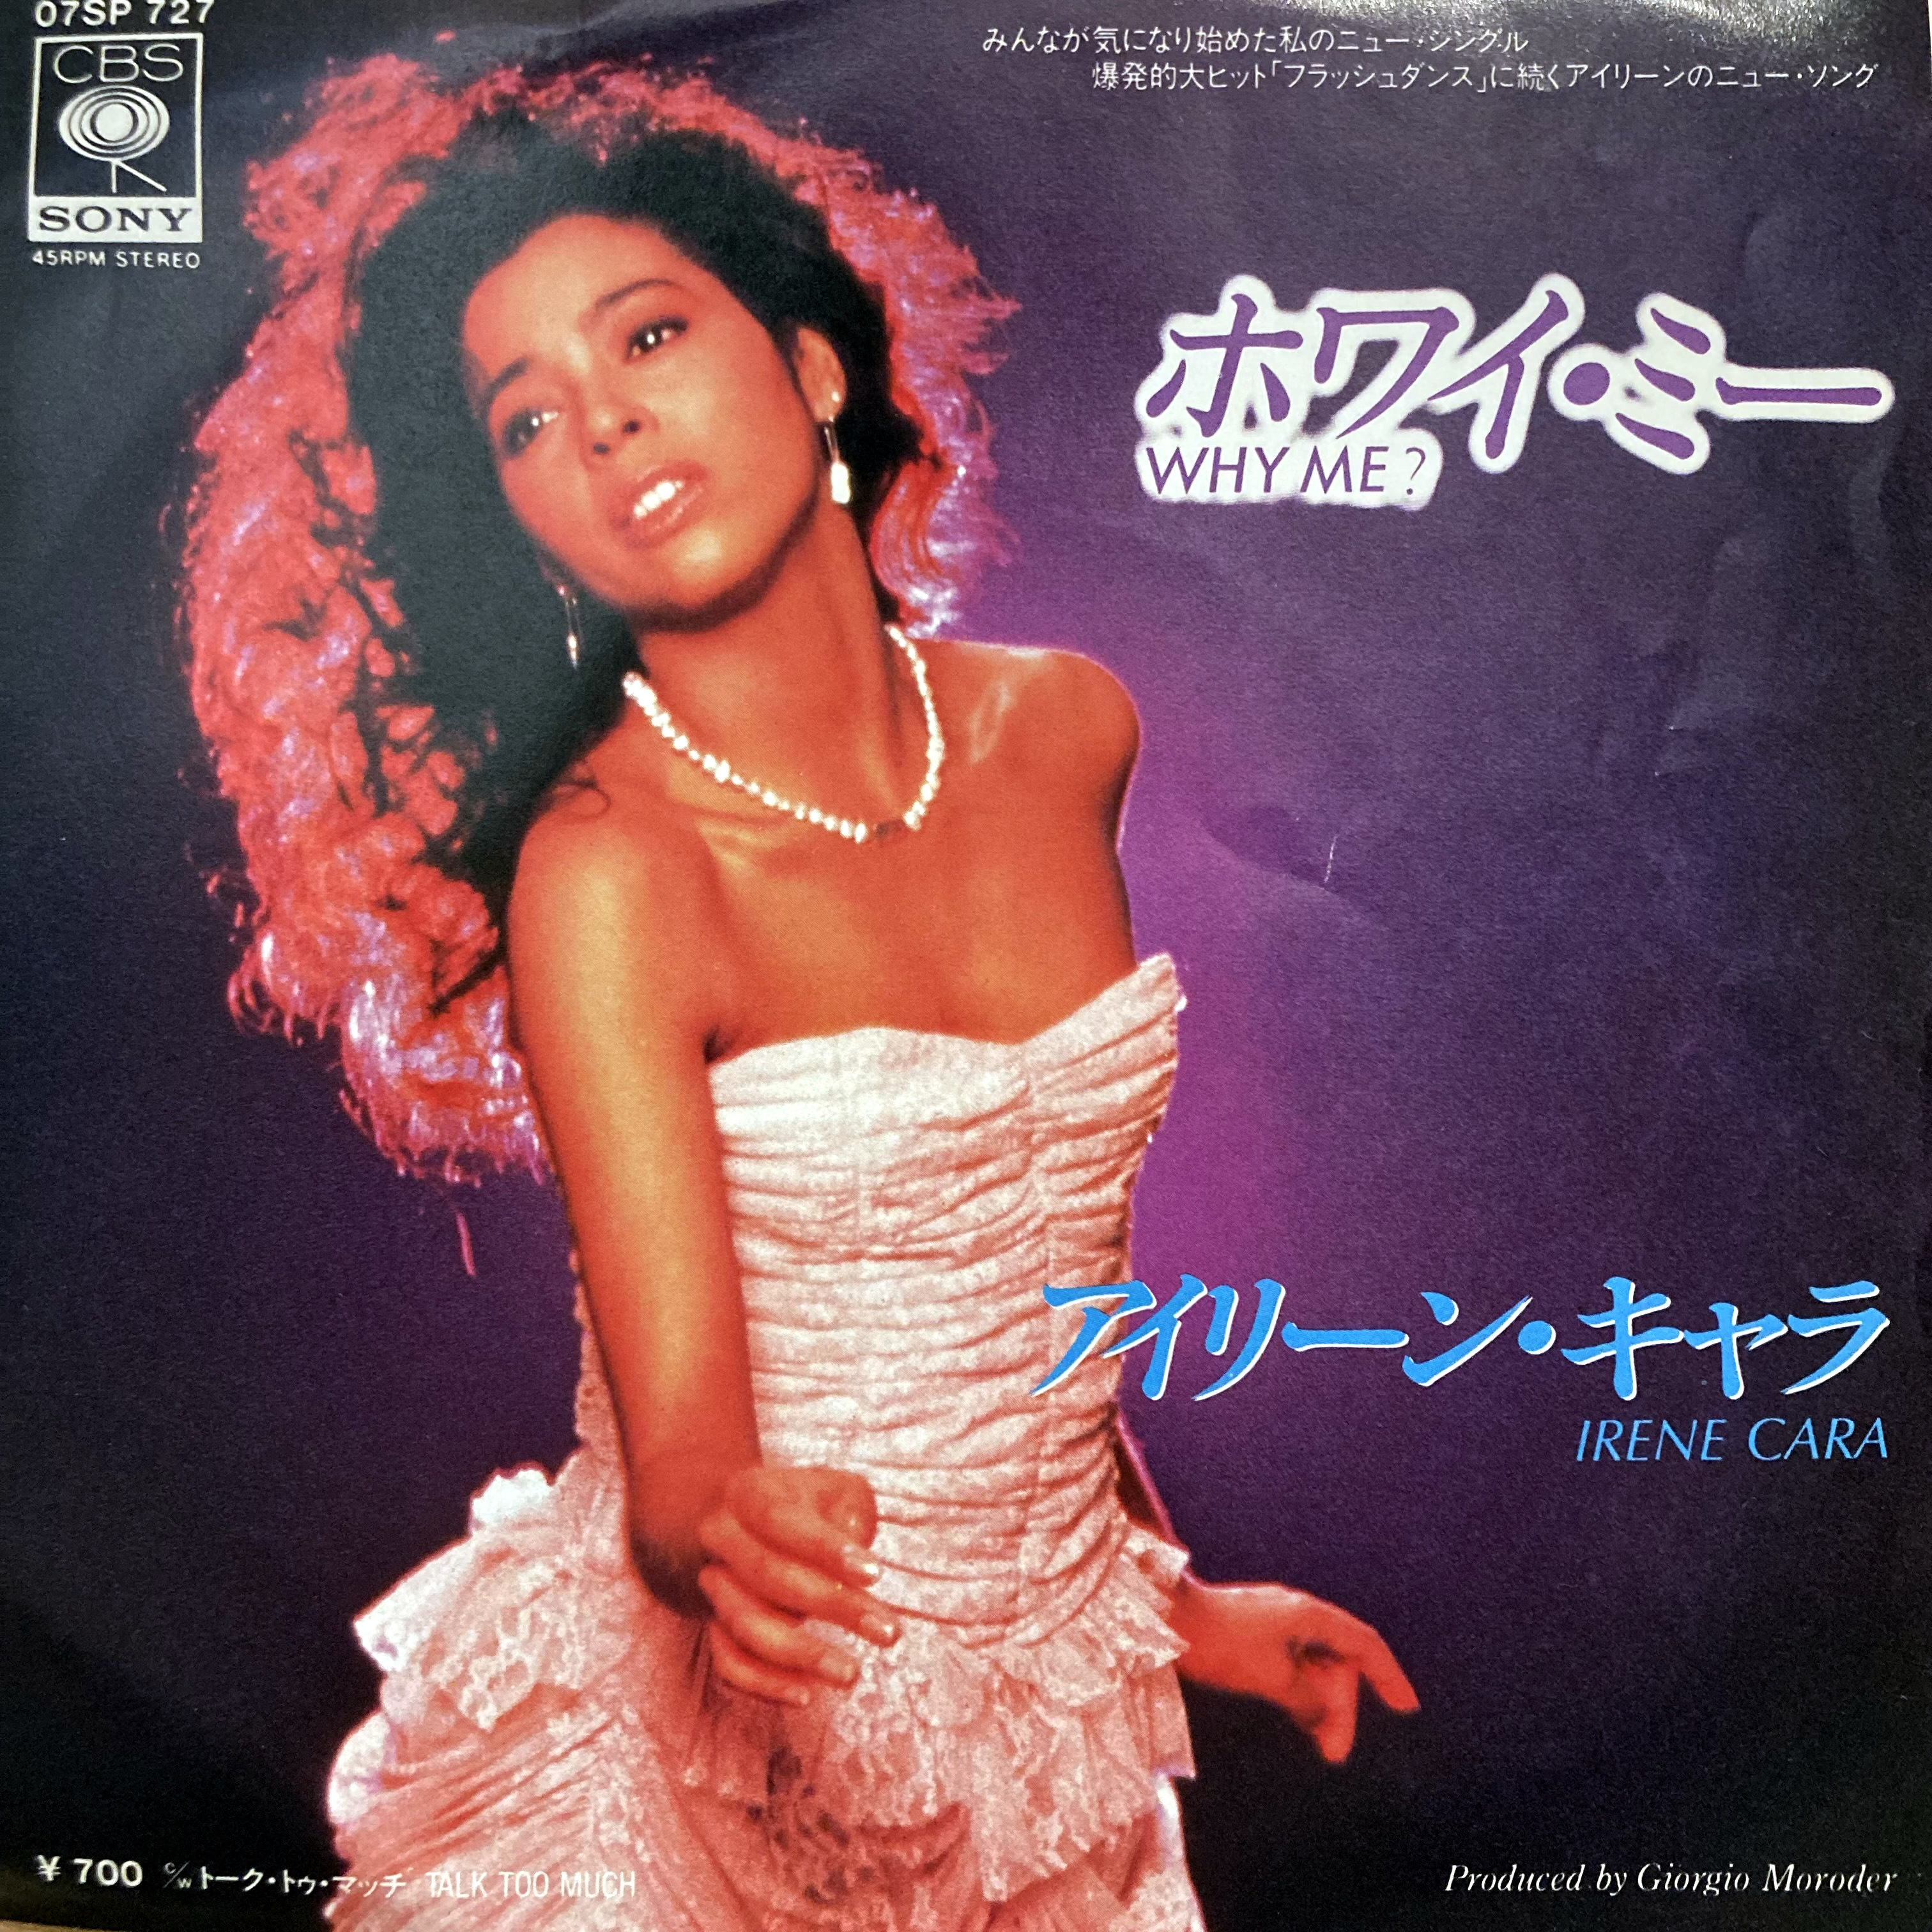 07SP 727
CBS
SONY
45RPM STEREO
みんなが気になり始めた私のニュー・シングル
爆発的大ヒット「フラッシュダンス」に続くアイリーンのニュー・ソング
ホワイ・ミー
WHY ME?
アイリーン・キャラ
IRENE CARA
¥700 c/w トーク・トゥ・マッチ TALK TOO MUCH
Produced by Giorgio Moroder